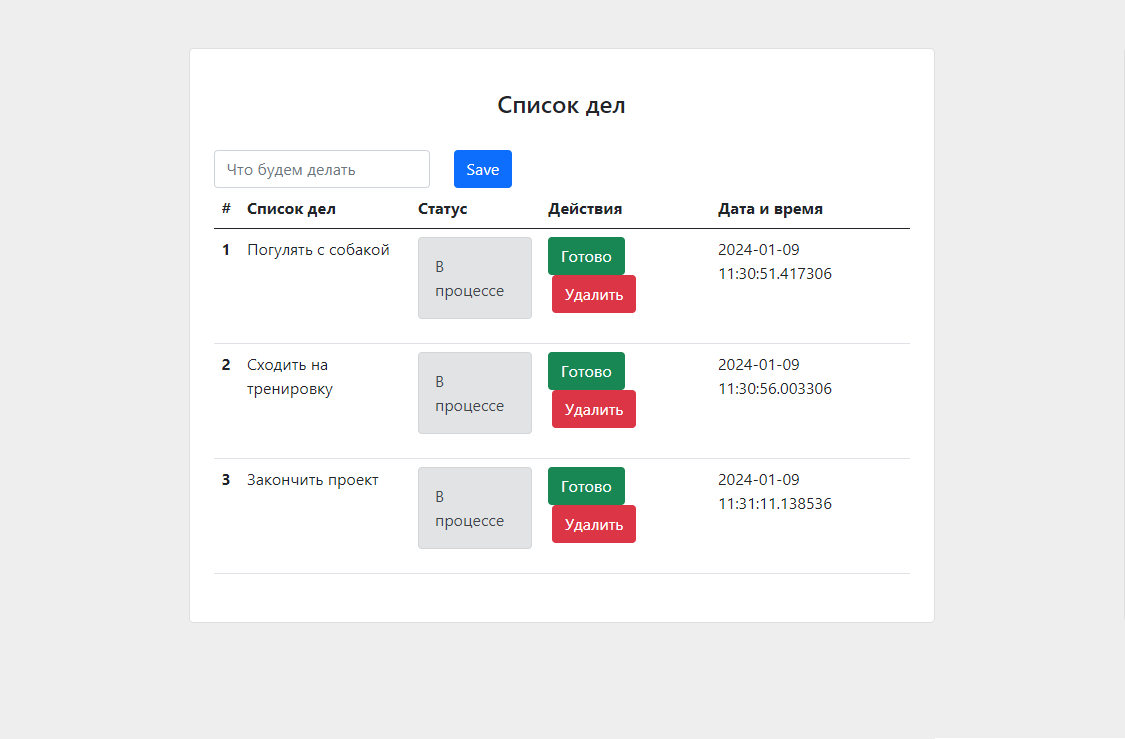 Список дел
Что будем делать Save
# Список дел Статус Действия Дата и время
1 Погулять с собакой В процессе Готово Удалить 2024-01-09 11:30:51.417306
2 Сходить на тренировку В процессе Готово Удалить 2024-01-09 11:30:56.003306
3 Закончить проект В процессе Готово Удалить 2024-01-09 11:31:11.138536